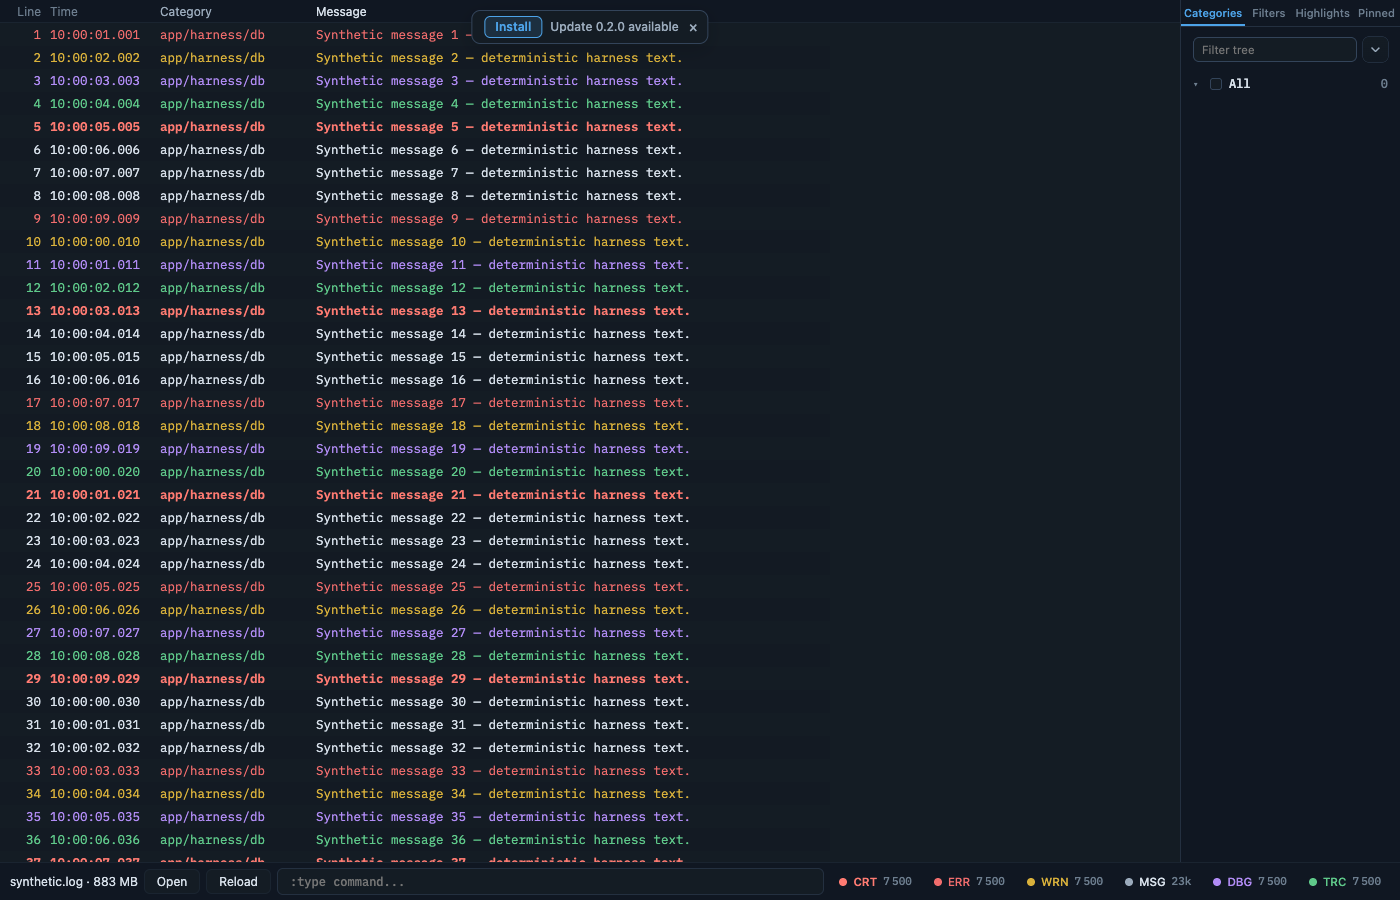 Line Time Category Message
Install Update 0.2.0 available ×
Categories Filters Highlights Pinned
Filter tree
All 0
1 10:00:01.001 app/harness/db Synthetic message 1 —
2 10:00:02.002 app/harness/db Synthetic message 2 — deterministic harness text.
3 10:00:03.003 app/harness/db Synthetic message 3 — deterministic harness text.
4 10:00:04.004 app/harness/db Synthetic message 4 — deterministic harness text.
5 10:00:05.005 app/harness/db Synthetic message 5 — deterministic harness text.
6 10:00:06.006 app/harness/db Synthetic message 6 — deterministic harness text.
7 10:00:07.007 app/harness/db Synthetic message 7 — deterministic harness text.
8 10:00:08.008 app/harness/db Synthetic message 8 — deterministic harness text.
9 10:00:09.009 app/harness/db Synthetic message 9 — deterministic harness text.
10 10:00:00.010 app/harness/db Synthetic message 10 — deterministic harness text.
11 10:00:01.011 app/harness/db Synthetic message 11 — deterministic harness text.
12 10:00:02.012 app/harness/db Synthetic message 12 — deterministic harness text.
13 10:00:03.013 app/harness/db Synthetic message 13 — deterministic harness text.
14 10:00:04.014 app/harness/db Synthetic message 14 — deterministic harness text.
15 10:00:05.015 app/harness/db Synthetic message 15 — deterministic harness text.
16 10:00:06.016 app/harness/db Synthetic message 16 — deterministic harness text.
17 10:00:07.017 app/harness/db Synthetic message 17 — deterministic harness text.
18 10:00:08.018 app/harness/db Synthetic message 18 — deterministic harness text.
19 10:00:09.019 app/harness/db Synthetic message 19 — deterministic harness text.
20 10:00:00.020 app/harness/db Synthetic message 20 — deterministic harness text.
21 10:00:01.021 app/harness/db Synthetic message 21 — deterministic harness text.
22 10:00:02.022 app/harness/db Synthetic message 22 — deterministic harness text.
23 10:00:03.023 app/harness/db Synthetic message 23 — deterministic harness text.
24 10:00:04.024 app/harness/db Synthetic message 24 — deterministic harness text.
25 10:00:05.025 app/harness/db Synthetic message 25 — deterministic harness text.
26 10:00:06.026 app/harness/db Synthetic message 26 — deterministic harness text.
27 10:00:07.027 app/harness/db Synthetic message 27 — deterministic harness text.
28 10:00:08.028 app/harness/db Synthetic message 28 — deterministic harness text.
29 10:00:09.029 app/harness/db Synthetic message 29 — deterministic harness text.
30 10:00:00.030 app/harness/db Synthetic message 30 — deterministic harness text.
31 10:00:01.031 app/harness/db Synthetic message 31 — deterministic harness text.
32 10:00:02.032 app/harness/db Synthetic message 32 — deterministic harness text.
33 10:00:03.033 app/harness/db Synthetic message 33 — deterministic harness text.
34 10:00:04.034 app/harness/db Synthetic message 34 — deterministic harness text.
35 10:00:05.035 app/harness/db Synthetic message 35 — deterministic harness text.
36 10:00:06.036 app/harness/db Synthetic message 36 — deterministic harness text.
synthetic.log · 883 MB Open Reload :type command... CRT 7 500 ERR 7 500 WRN 7 500 MSG 23k DBG 7 500 TRC 7 500